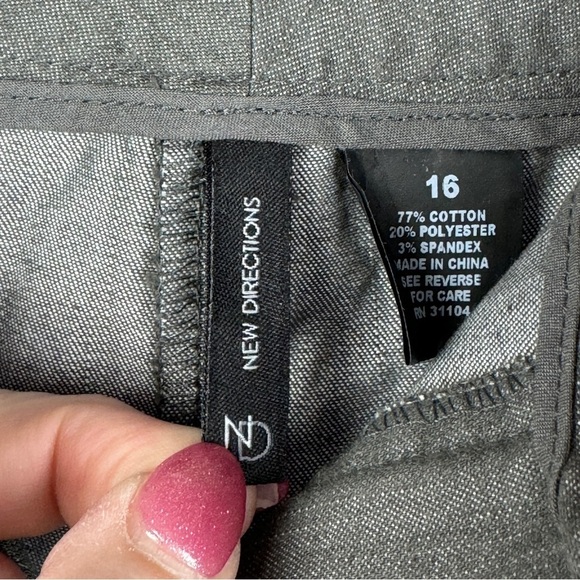 NEW DIRECTIONS
ND
16
77% COTTON
20% POLYESTER
3% SPANDEX
MADE IN CHINA
SEE REVERSE
FOR CARE
RN 31104